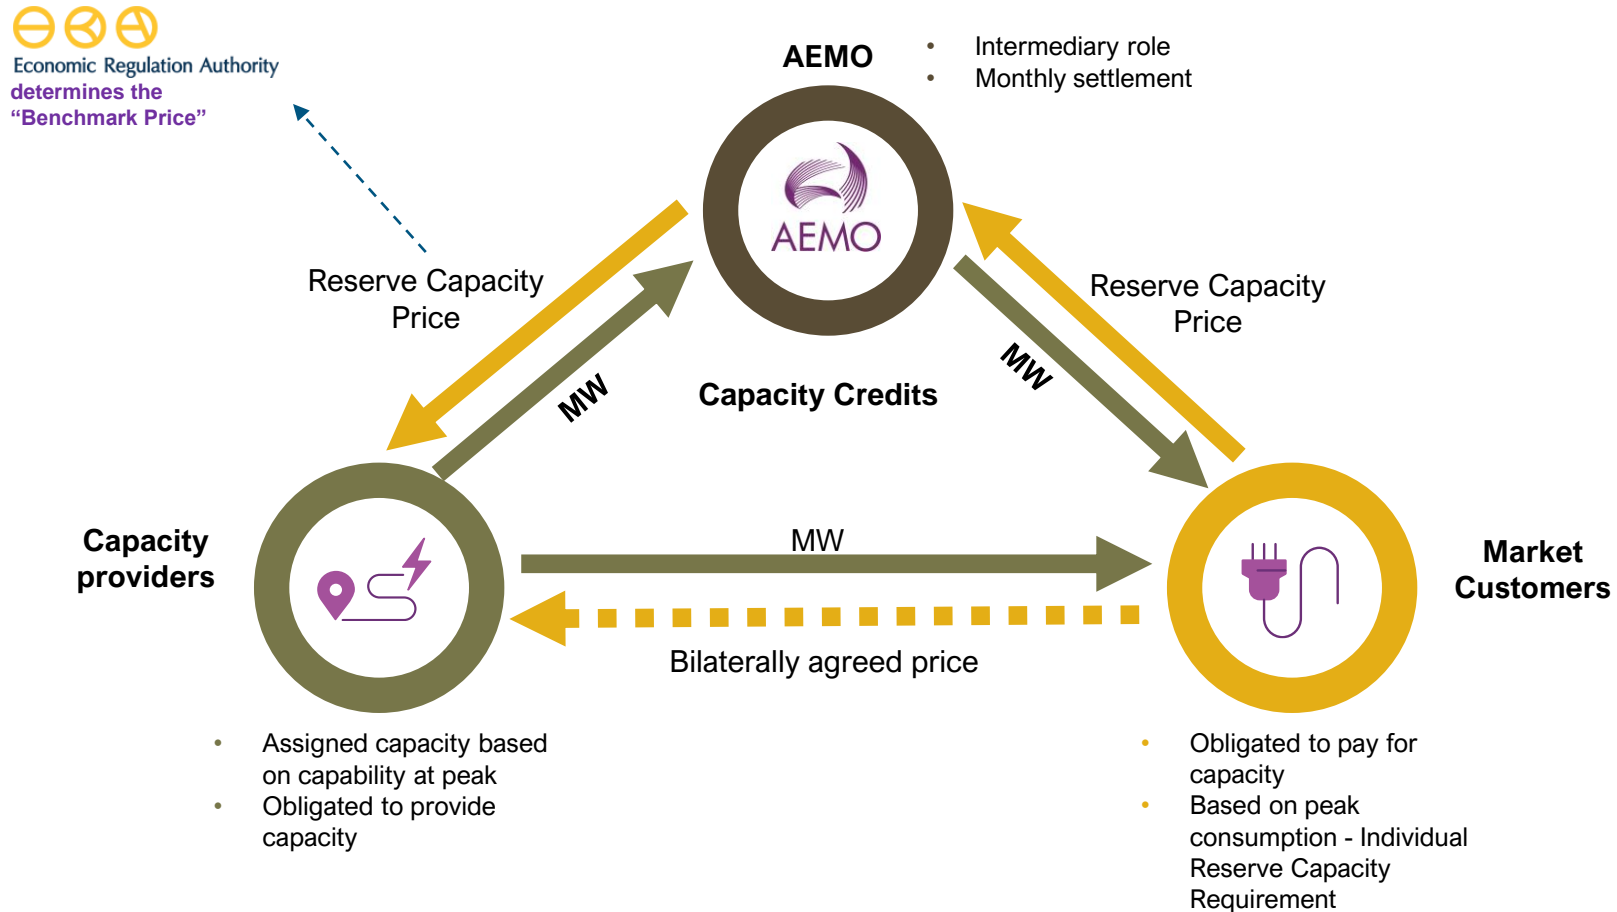 Economic Regulation Authority
determines the
“Benchmark Price”
AEMO
• Intermediary role
• Monthly settlement
AEMO
Reserve Capacity
Price
Reserve Capacity
Price
MW
MW
Capacity Credits
Capacity
providers
MW
Bilaterally agreed price
Market
Customers
• Assigned capacity based
on capability at peak
• Obligated to provide
capacity
• Obligated to pay for
capacity
• Based on peak
consumption - Individual
Reserve Capacity
Requirement